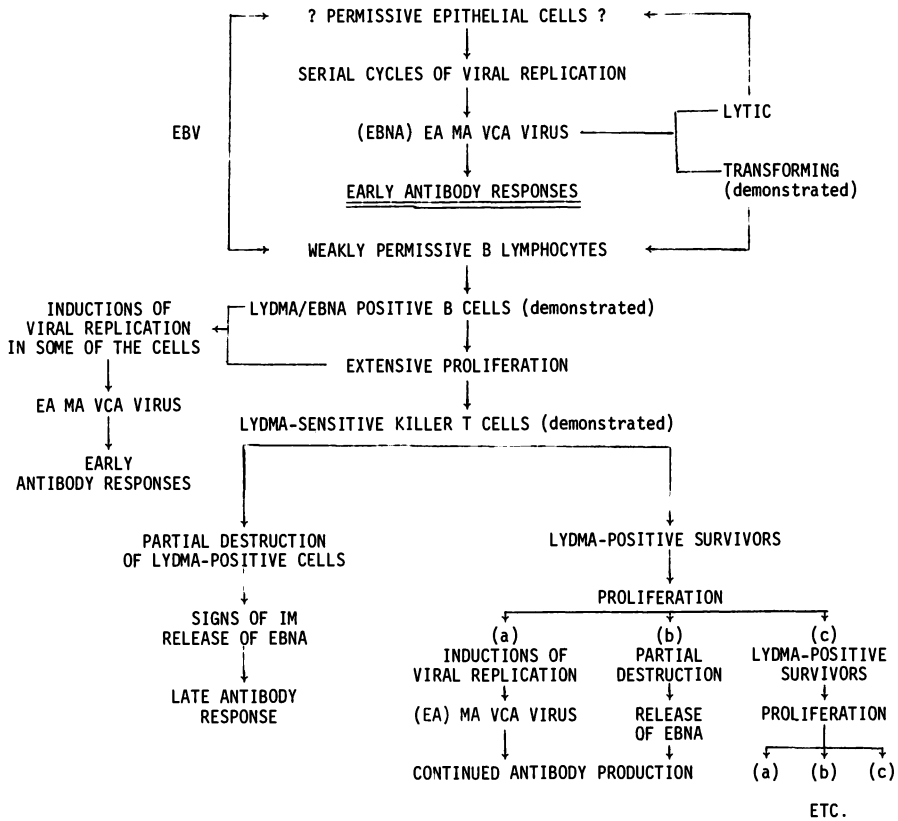 ? PERMISSIVE EPITHELIAL CELLS ?
SERIAL CYCLES OF VIRAL REPLICATION
LYTIC
EBV
(EBNA) EA MA VCA VIRUS
TRANSFORMING
(demonstrated)
EARLY ANTIBODY RESPONSES
WEAKLY PERMISSIVE B LYMPHOCYTES
LYDMA/EBNA POSITIVE B CELLS (demonstrated)
INDUCTIONS OF
VIRAL REPLICATION
IN SOME OF THE CELLS
EXTENSIVE PROLIFERATION
EA MA VCA VIRUS
LYDMA-SENSITIVE KILLER T CELLS (demonstrated)
EARLY
ANTIBODY RESPONSES
PARTIAL DESTRUCTION
OF LYDMA-POSITIVE CELLS
SIGNS OF IM
RELEASE OF EBNA
LATE ANTIBODY
RESPONSE
LYDMA-POSITIVE SURVIVORS
PROLIFERATION
(a)
INDUCTIONS OF
VIRAL REPLICATION
(EA) MA VCA VIRUS
(b)
PARTIAL
DESTRUCTION
RELEASE
OF EBNA
CONTINUED ANTIBODY PRODUCTION
(c)
LYDMA-POSITIVE
SURVIVORS
PROLIFERATION
(a) (b) (c)
ETC.